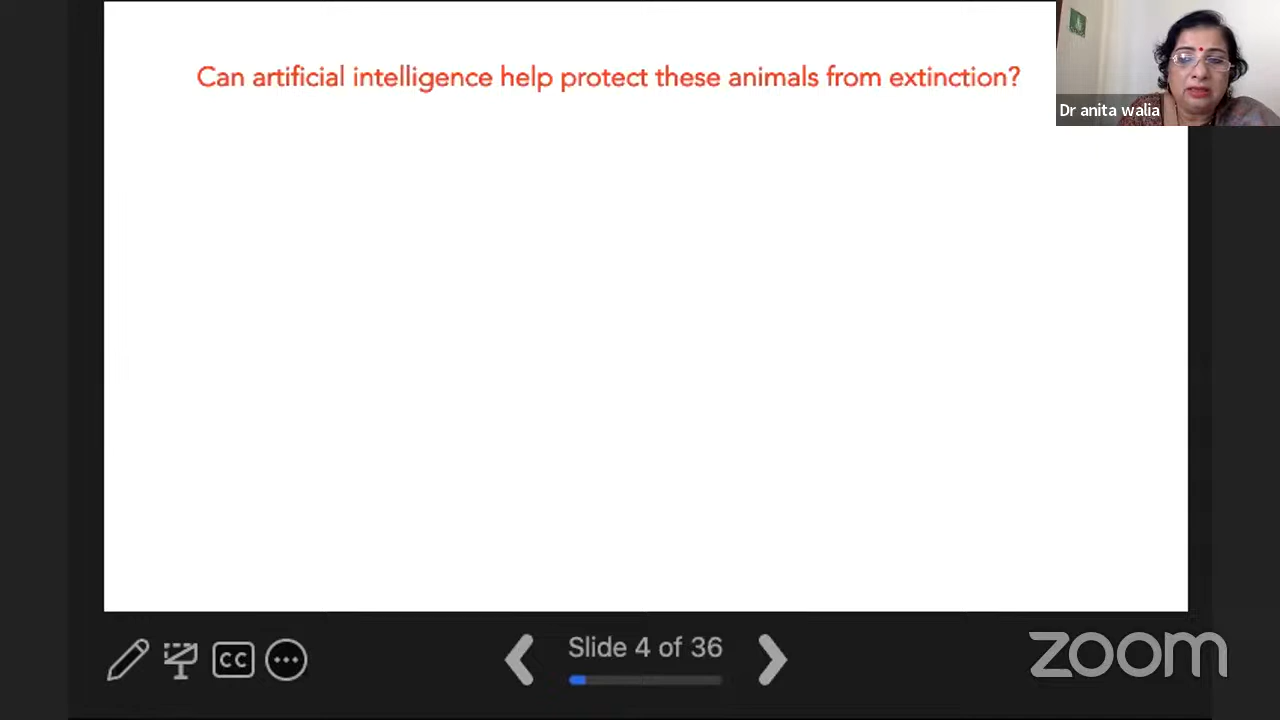 Can artificial intelligence help protect these animals from extinction?
Dr anita walia
CC
Slide 4 of 36
zoom